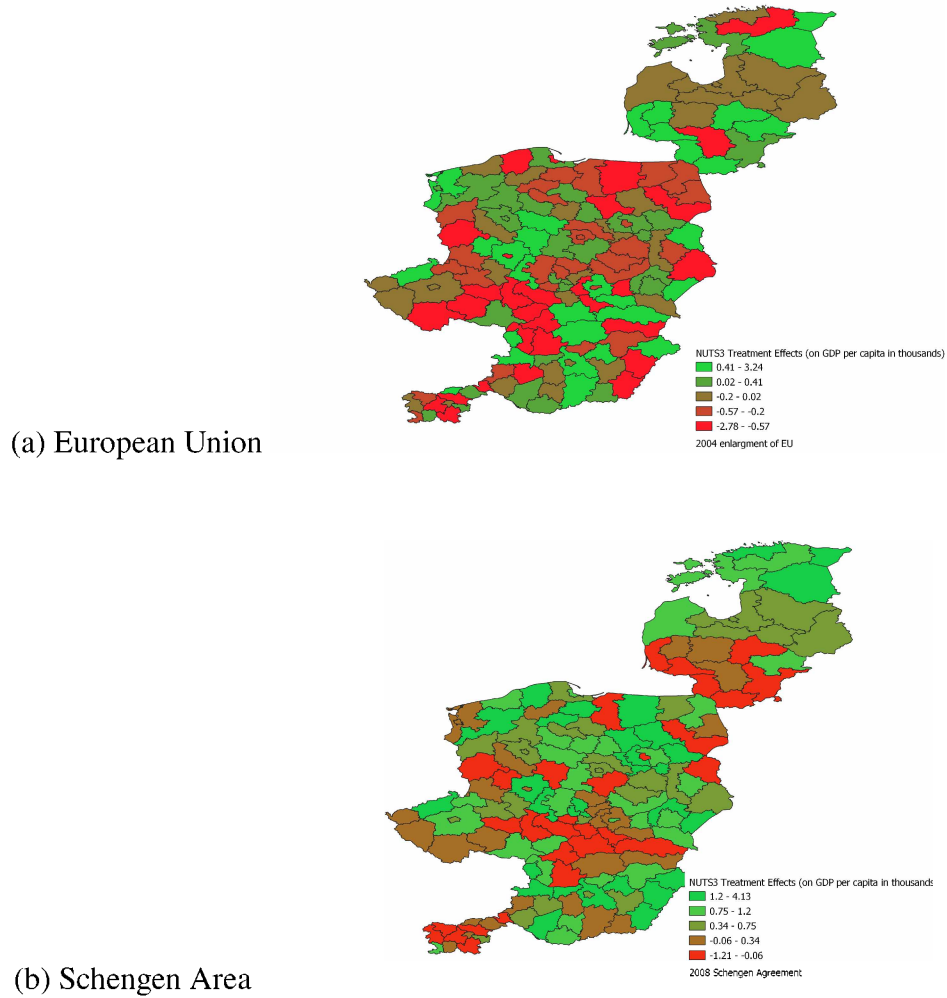 NUTS3 Treatment Effects (on GDP per capita in thousands)
0.41 - 3.24
0.02 - 0.41
-0.2 - 0.02
-0.57 - -0.2
-2.78 - -0.57
2004 enlargment of EU
(a) European Union
NUTS3 Treatment Effects (on GDP per capita in thousands
1.2 - 4.13
0.75 - 1.2
0.34 - 0.75
-0.06 - 0.34
-1.21 - -0.06
2008 Schengen Agreement
(b) Schengen Area